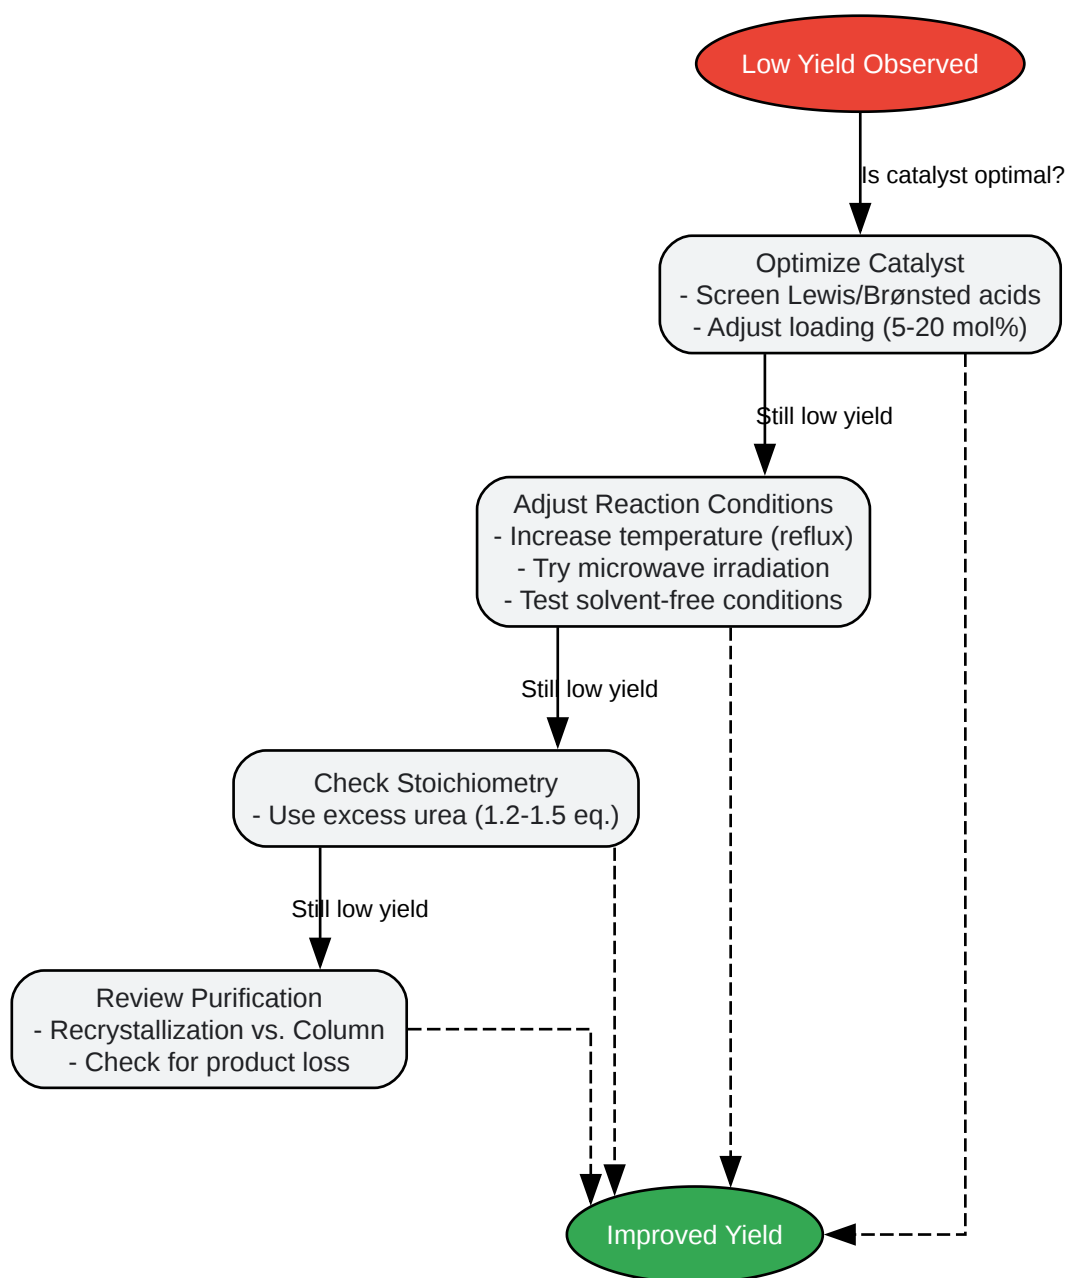 Low Yield Observed
Is catalyst optimal?
Optimize Catalyst
- Screen Lewis/Brønsted acids
- Adjust loading (5-20 mol%)
Still low yield
Adjust Reaction Conditions
- Increase temperature (reflux)
- Try microwave irradiation
- Test solvent-free conditions
Still low yield
Check Stoichiometry
- Use excess urea (1.2-1.5 eq.)
Still low yield
Review Purification
- Recrystallization vs. Column
- Check for product loss
Improved Yield